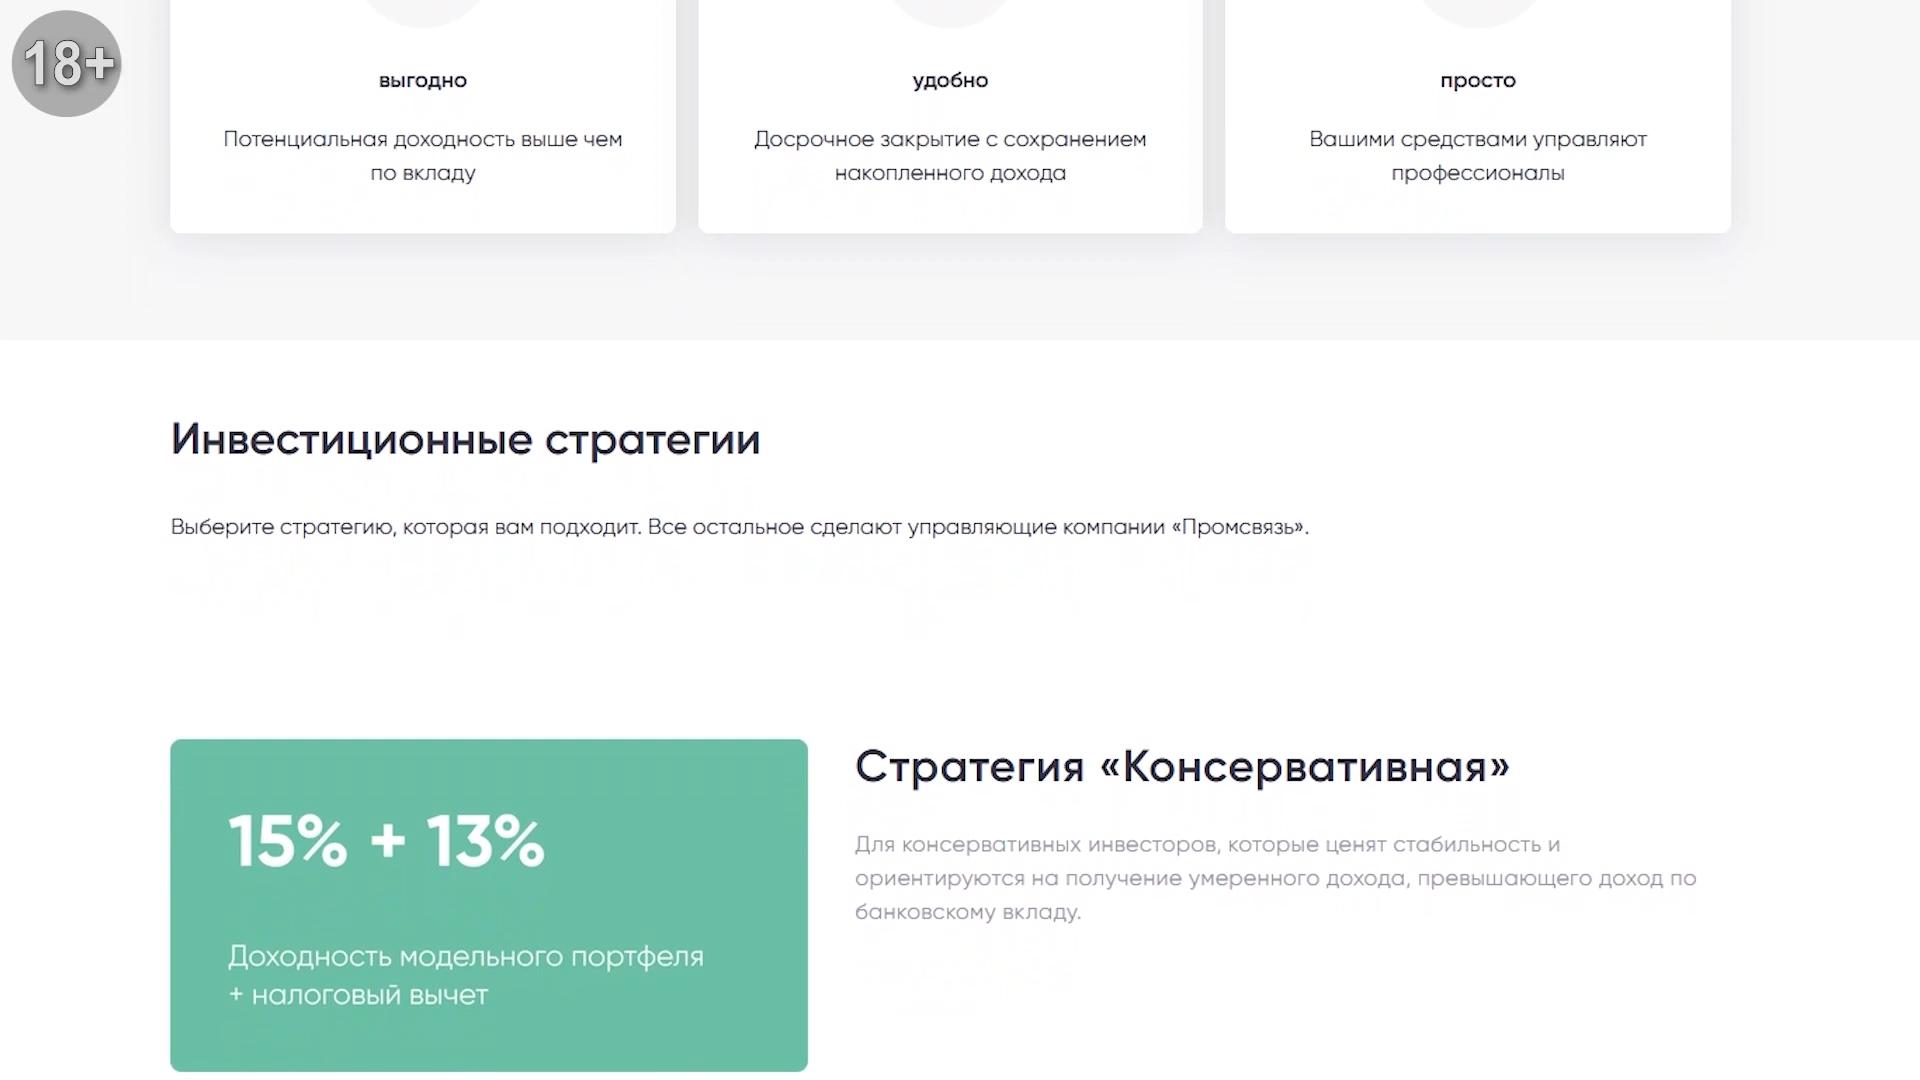 18+
выгодно
Потенциальная доходность выше чем
по вкладу
удобно
Досрочное закрытие с сохранением
накопленного дохода
просто
Вашими средствами управляют
профессионалы
Инвестиционные стратегии
Выберите стратегию, которая вам подходит. Все остальное сделают управляющие компании «Промсвязь».
15% + 13%
Доходность модельного портфеля
+ налоговый вычет
Стратегия «Консервативная»
Для консервативных инвесторов, которые ценят стабильность и
ориентируются на получение умеренного дохода, превышающего доход по
банковскому вкладу.